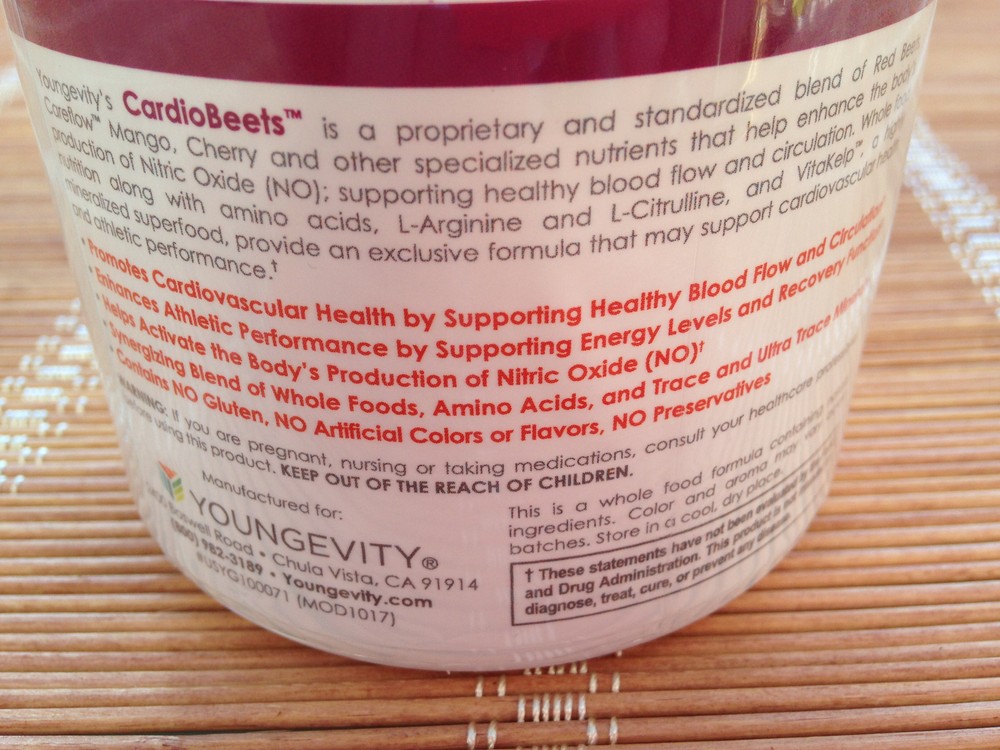 Youngevity's CardioBeets™ is a proprietary and standardized blend of Red Beets,
Careflow™ Mango, Cherry and other specialized nutrients that help enhance the body's
production of Nitric Oxide (NO); supporting healthy blood flow and circulation. Whole food
nutrition along with amino acids, L-Arginine and L-Citrulline, and VitaKelp™, a highly
mineralized superfood, provide an exclusive formula that may support cardiovascular health
and athletic performance.†
• Promotes Cardiovascular Health by Supporting Healthy Blood Flow and Circulation
• Enhances Athletic Performance by Supporting Energy Levels and Recovery
• Helps Activate the Body's Production of Nitric Oxide (NO)†
• Synergizing Blend of Whole Foods, Amino Acids, and Trace and Ultra Trace
• Contains NO Gluten, NO Artificial Colors or Flavors, NO Preservatives
WARNING: If you are pregnant, nursing or taking medications, consult your healthcare
before using this product. KEEP OUT OF THE REACH OF CHILDREN.
Manufactured for:
YOUNGEVITY®
Boswell Road • Chula Vista, CA 91914
(800) 982-3189 • Youngevity.com
#USYG100071 (MOD1017)
This is a whole food formula containing
ingredients. Color and aroma may vary
batches. Store in a cool, dry place.
† These statements have not been evaluated by the
and Drug Administration. This product is not
diagnose, treat, cure, or prevent any disease.